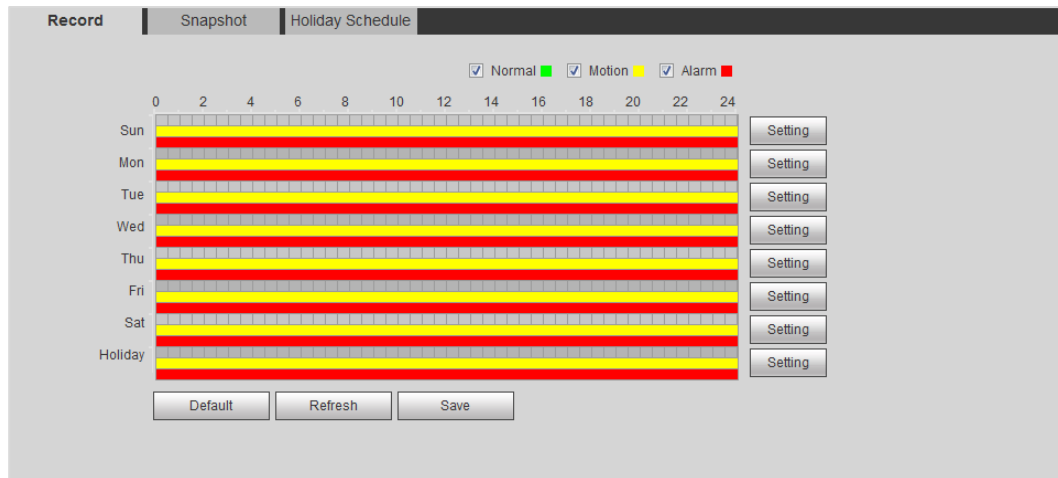 Record Snapshot Holiday Schedule
Normal Motion Alarm
0 2 4 6 8 10 12 14 16 18 20 22 24
Sun Setting
Mon Setting
Tue Setting
Wed Setting
Thu Setting
Fri Setting
Sat Setting
Holiday Setting
Default Refresh Save